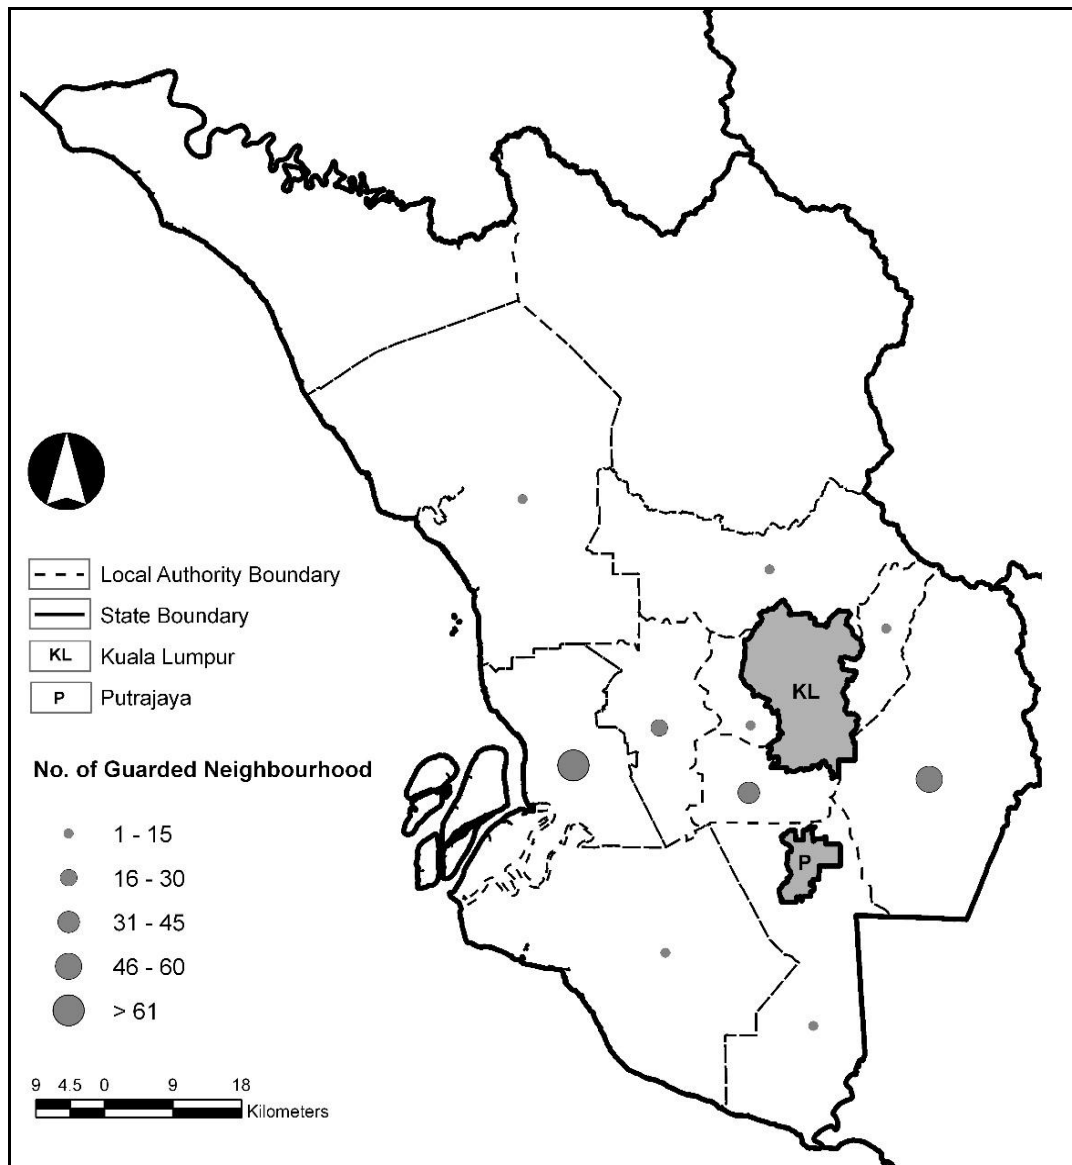 KL
P
Local Authority Boundary
State Boundary
KL Kuala Lumpur
P Putrajaya
No. of Guarded Neighbourhood
1 - 15
16 - 30
31 - 45
46 - 60
> 61
9 4.5 0 9 18
Kilometers